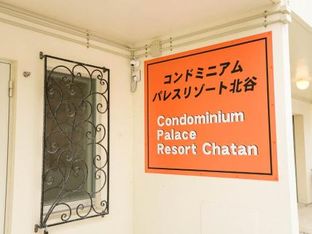 コンドミニアム
パレスリゾート北谷
Condominium
Palace
Resort Chatan